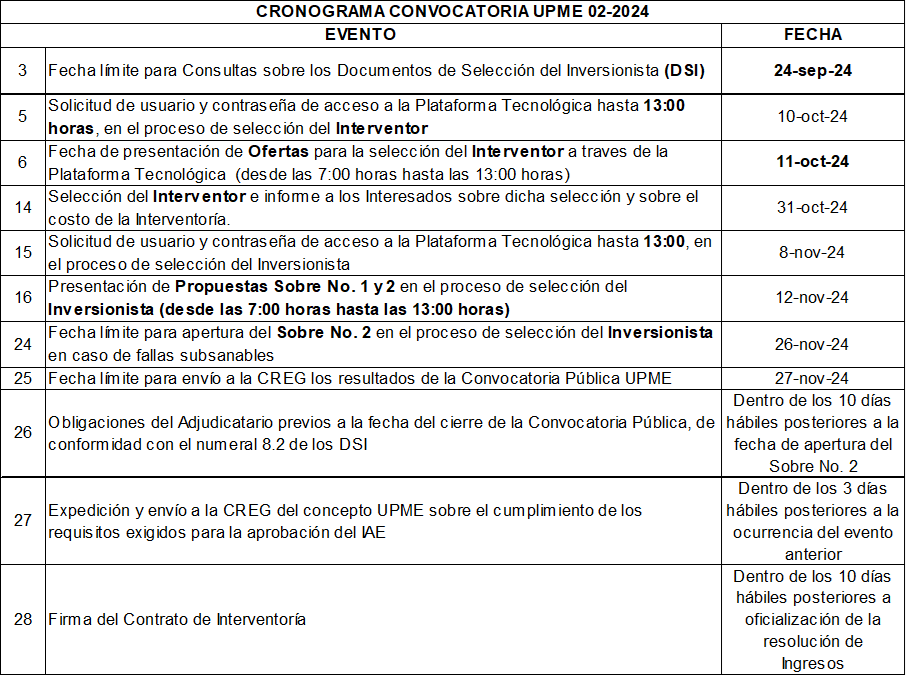 CRONOGRAMA CONVOCATORIA UPME 02-2024
EVENTO FECHA
3 Fecha límite para Consultas sobre los Documentos de Selección del Inversionista (DSI) 24-sep-24
5 Solicitud de usuario y contraseña de acceso a la Plataforma Tecnológica hasta 13:00
horas, en el proceso de selección del Interventor 10-oct-24
6 Fecha de presentación de Ofertas para la selección del Interventor a traves de la
Plataforma Tecnológica (desde las 7:00 horas hasta las 13:00 horas) 11-oct-24
14 Selección del Interventor e informe a los Interesados sobre dicha selección y sobre el
costo de la Interventoría. 31-oct-24
15 Solicitud de usuario y contraseña de acceso a la Plataforma Tecnológica hasta 13:00, en
el proceso de selección del Inversionista 8-nov-24
16 Presentación de Propuestas Sobre No. 1 y 2 en el proceso de selección del
Inversionista (desde las 7:00 horas hasta las 13:00 horas) 12-nov-24
24 Fecha límite para apertura del Sobre No. 2 en el proceso de selección del Inversionista
en caso de fallas subsanables 26-nov-24
25 Fecha límite para envío a la CREG los resultados de la Convocatoria Pública UPME 27-nov-24
26 Obligaciones del Adjudicatario previos a la fecha del cierre de la Convocatoria Pública, de
conformidad con el numeral 8.2 de los DSI
Dentro de los 10 días
hábiles posteriores a la
fecha de apertura del
Sobre No. 2
27 Expedición y envío a la CREG del concepto UPME sobre el cumplimiento de los
requisitos exigidos para la aprobación del IAE
Dentro de los 3 días
hábiles posteriores a la
ocurrencia del evento
anterior
28 Firma del Contrato de Interventoría
Dentro de los 10 días
hábiles posteriores a
oficialización de la
resolución de
Ingresos